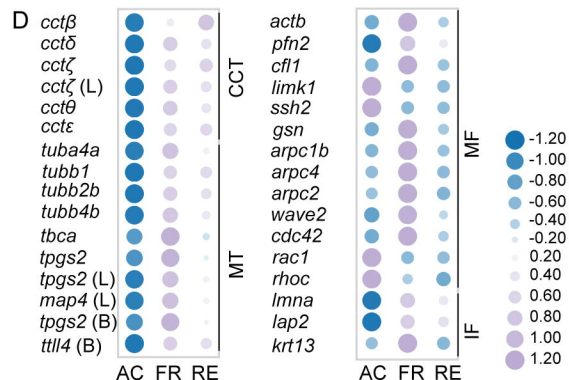 D
cctβ
cctδ
cctζ
cctζ (L)
cctθ
cctε
tuba4a
tubb1
tubb2b
tubb4b
tbca
tpgs2
tpgs2 (L)
map4 (L)
tpgs2 (B)
ttll4 (B)
AC FR RE
CCT
MT
actb
pfn2
cfl1
limk1
ssh2
gsn
arpc1b
arpc4
arpc2
wave2
cdc42
rac1
rhoc
lmna
lap2
krt13
AC FR RE
MF
IF
-1.20
-1.00
-0.80
-0.60
-0.40
-0.20
0.20
0.40
0.60
0.80
1.00
1.20